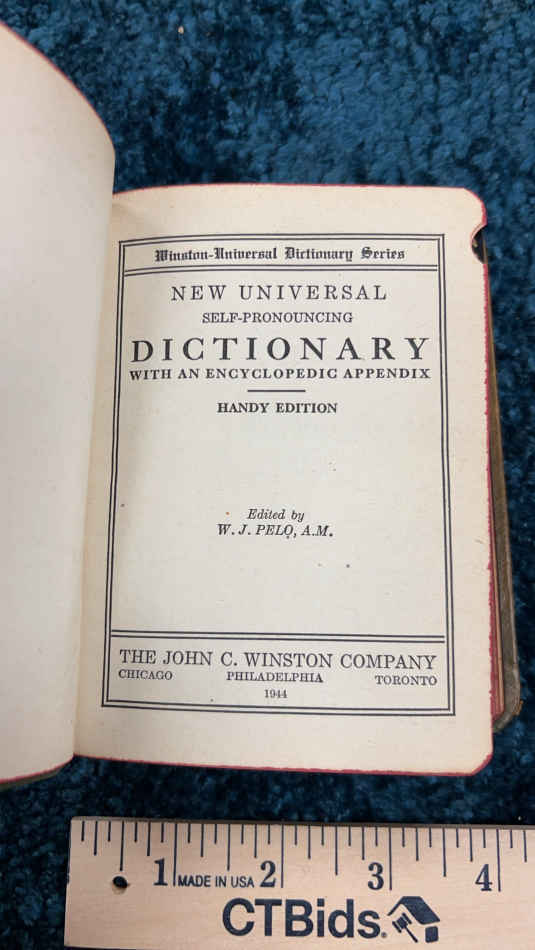 Winston-Universal Dictionary Series
NEW UNIVERSAL
SELF-PRONOUNCING
DICTIONARY
WITH AN ENCYCLOPEDIC APPENDIX
HANDY EDITION
Edited by
W. J. PELO, A.M.
THE JOHN C. WINSTON COMPANY
CHICAGO PHILADELPHIA TORONTO
1944
1 MADE IN USA 2 3 4
CTBids.